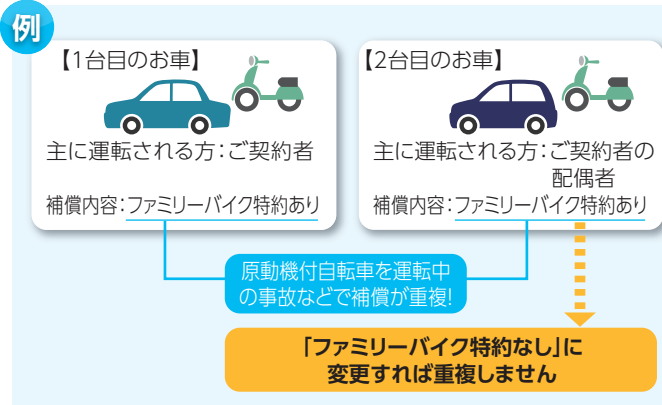 例
【1台目のお車】
主に運転される方：ご契約者
補償内容：ファミリーバイク特約あり
【2台目のお車】
主に運転される方：ご契約者の
配偶者
補償内容：ファミリーバイク特約あり
原動機付自転車を運転中
の事故などで補償が重複!
「ファミリーバイク特約なし」に
変更すれば重複しません